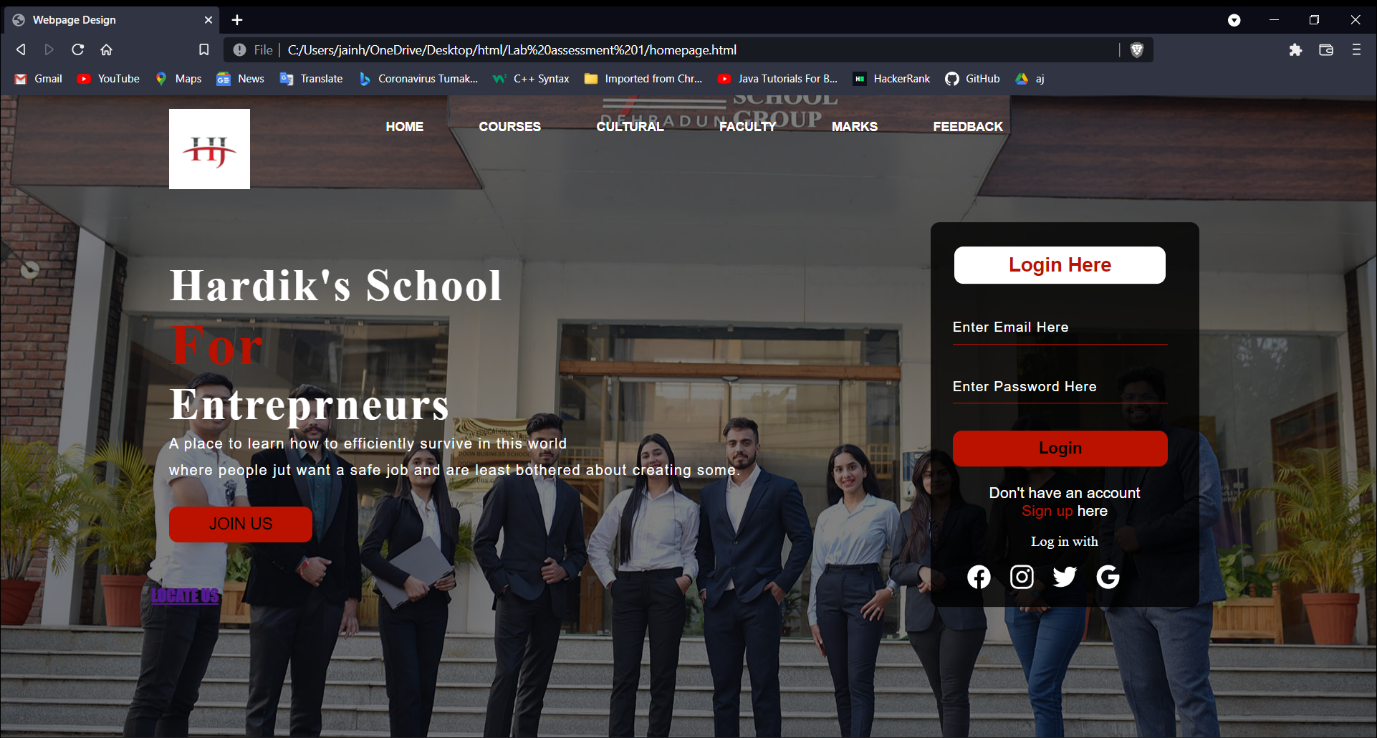 Webpage Design
File C:/Users/jainh/OneDrive/Desktop/html/Lab%20assessment%201/homepage.html
Gmail YouTube Maps News Translate Coronavirus Tumak... C++ Syntax Imported from Chr... Java Tutorials For B... HackerRank GitHub aj
SCHOOL
DEHRADUN GROUP
HJ
HOME COURSES CULTURAL FACULTY MARKS FEEDBACK
Hardik's School
For
Entreprneurs
A place to learn how to efficiently survive in this world
where people jut want a safe job and are least bothered about creating some.
JOIN US
LOCATE US
Login Here
Enter Email Here
Enter Password Here
Login
Don't have an account
Sign up here
Log in with